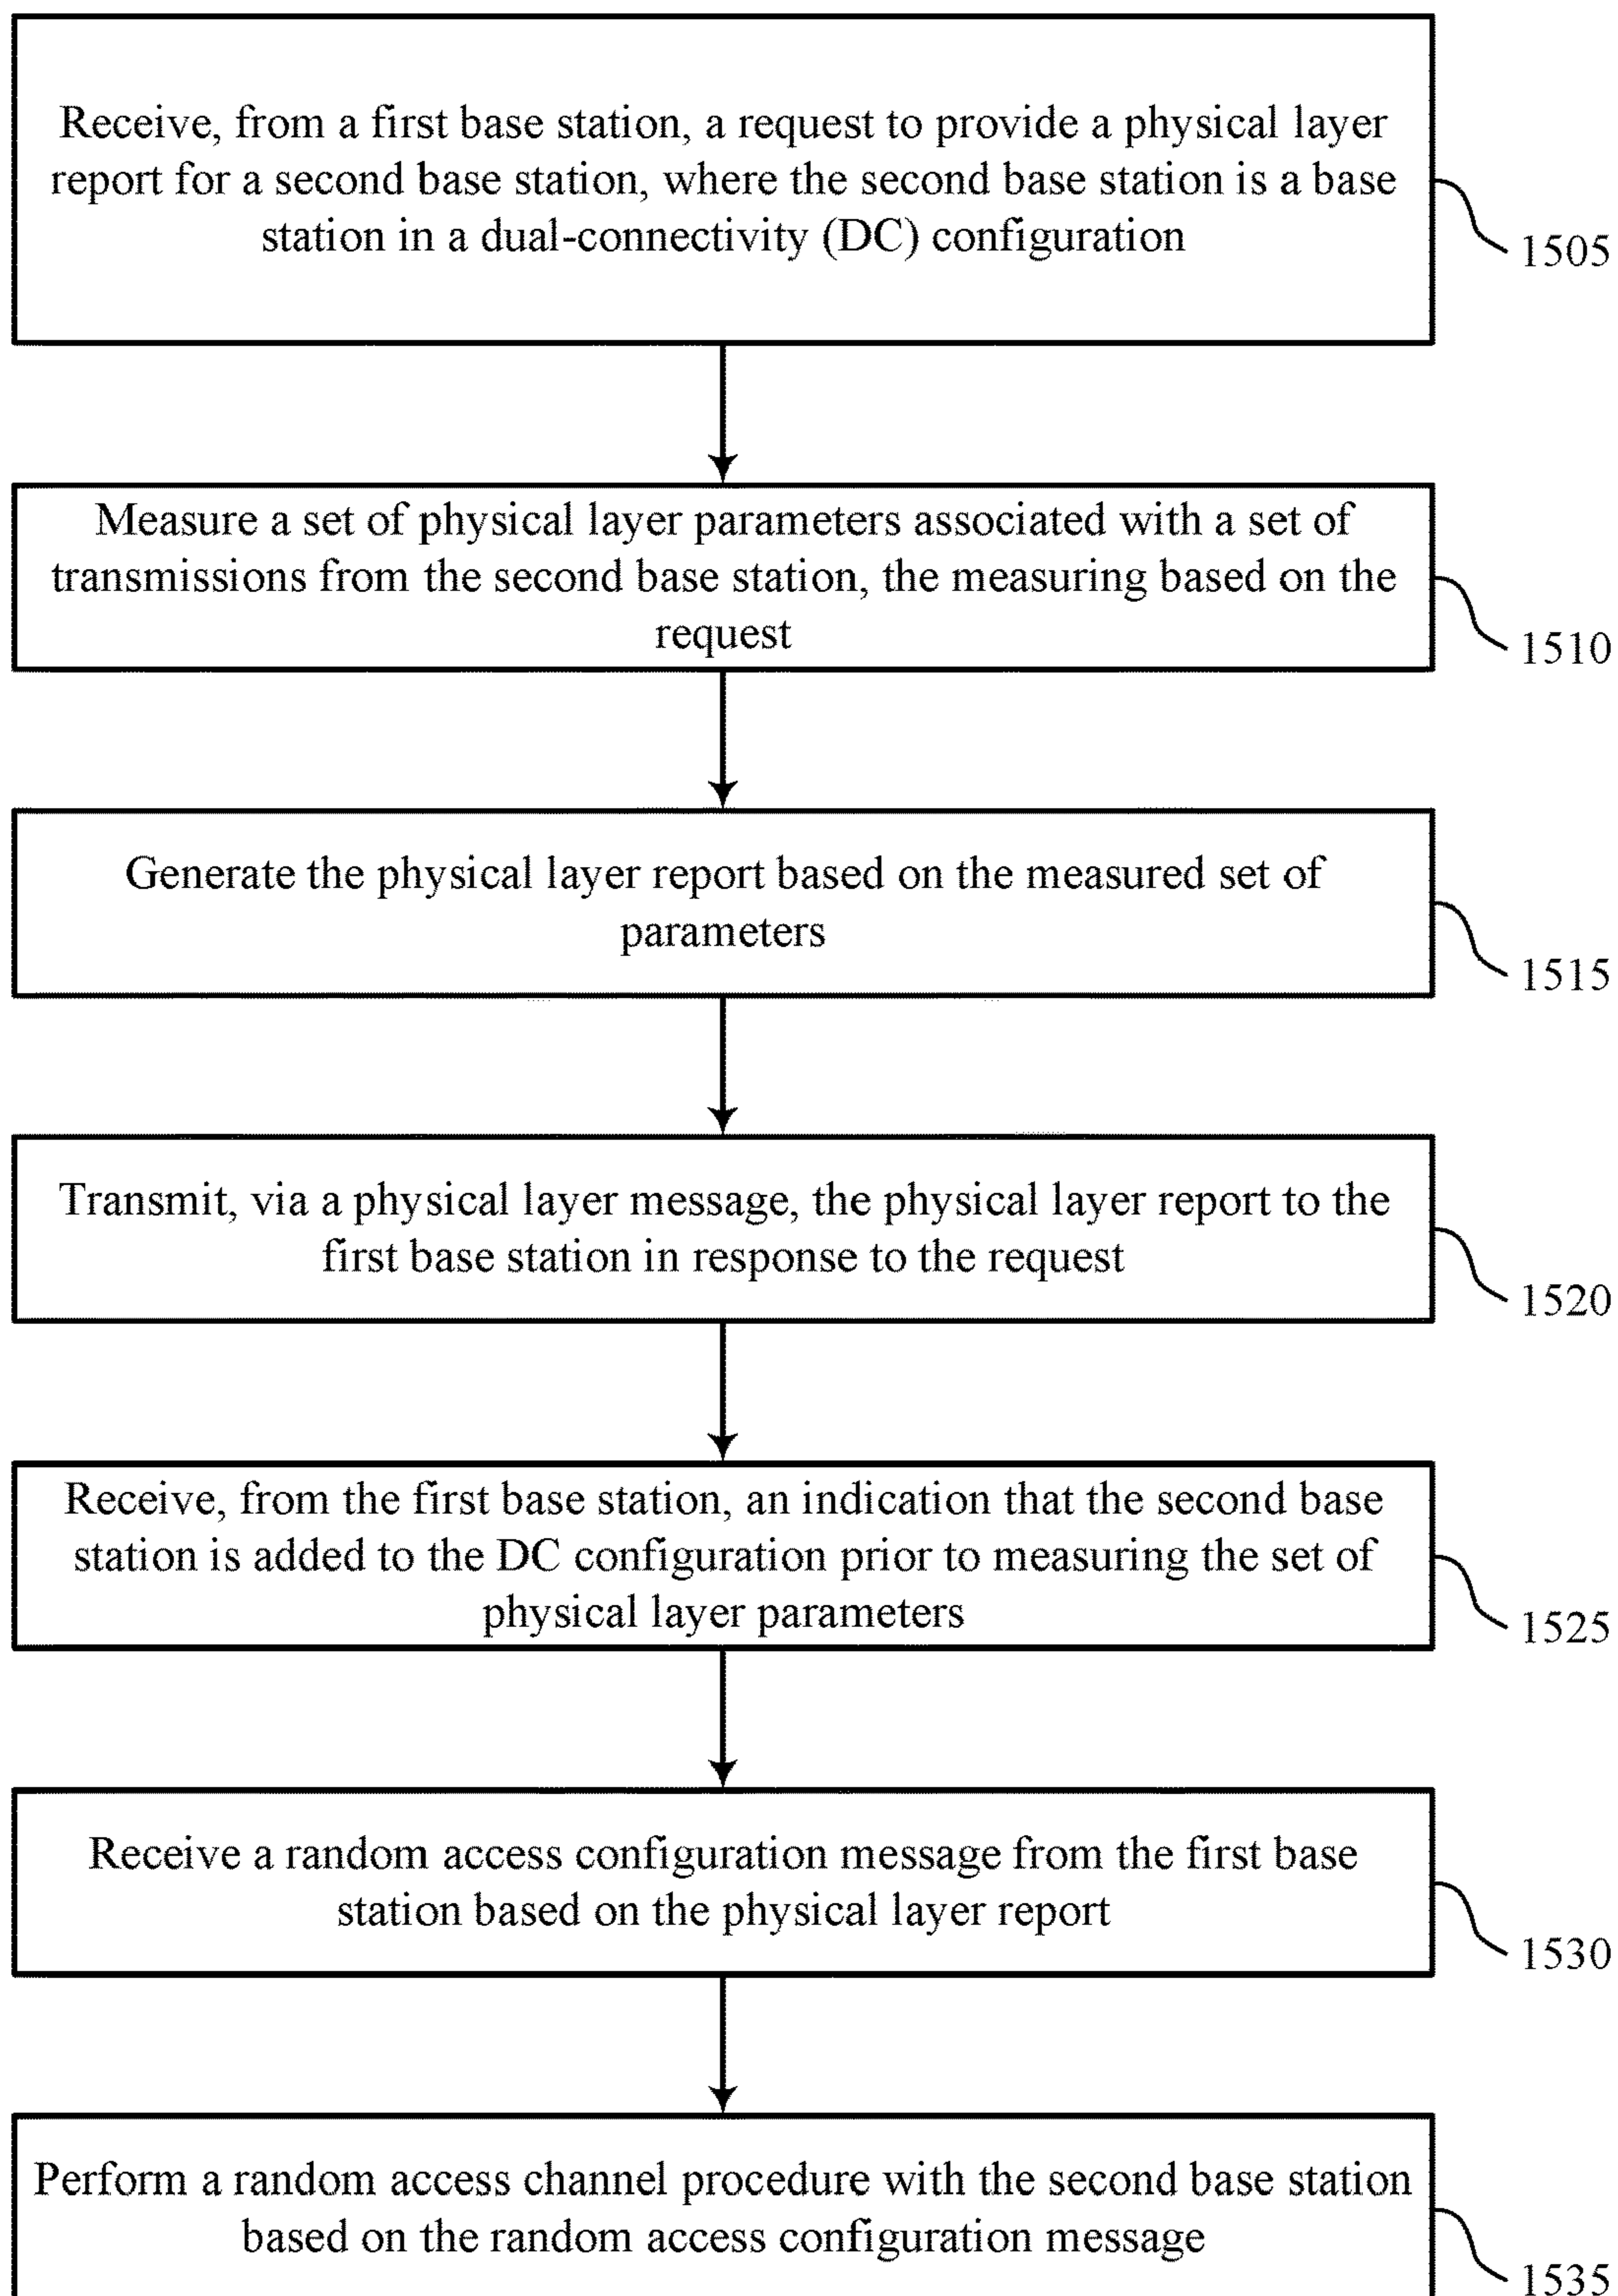 Receive, from a first base station, a request to provide a physical layer
report for a second base station, where the second base station is a base
station in a dual-connectivity (DC) configuration
1505
Measure a set of physical layer parameters associated with a set of
transmissions from the second base station, the measuring based on the
request
1510
Generate the physical layer report based on the measured set of
parameters
1515
Transmit, via a physical layer message, the physical layer report to the
first base station in response to the request
1520
Receive, from the first base station, an indication that the second base
station is added to the DC configuration prior to measuring the set of
physical layer parameters
1525
Receive a random access configuration message from the first base
station based on the physical layer report
1530
Perform a random access channel procedure with the second base station
based on the random access configuration message
1535